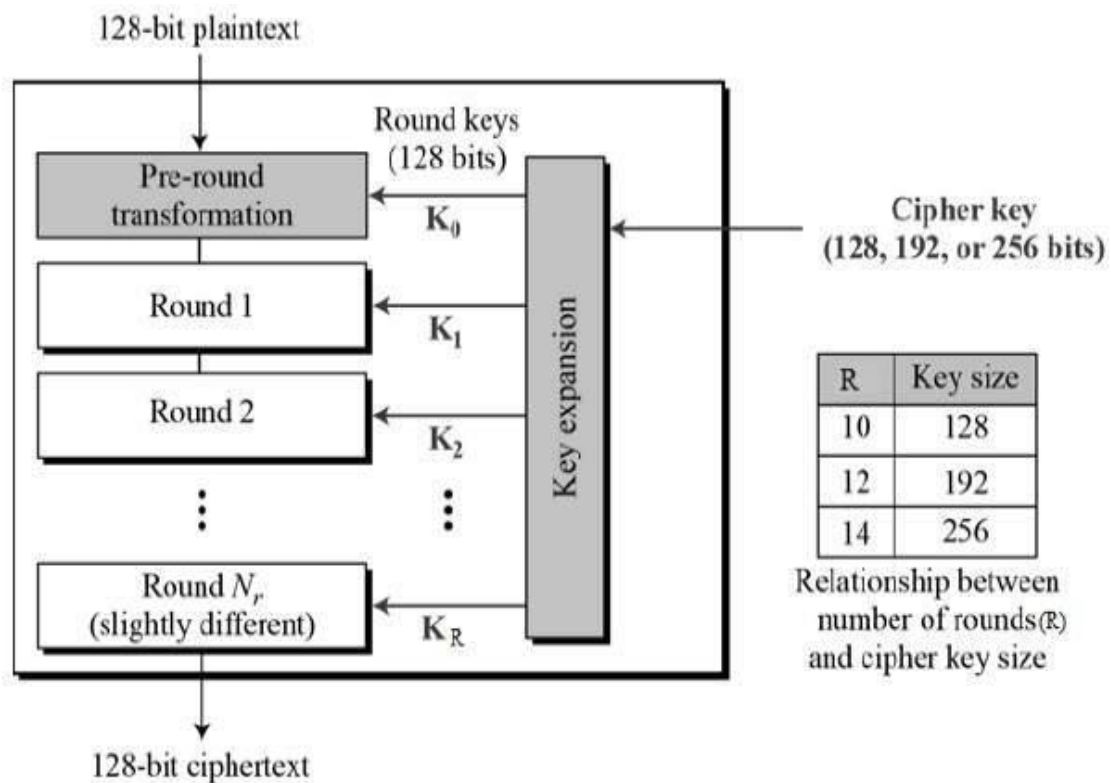 128-bit plaintext
Round keys
(128 bits)
Pre-round
transformation
K0
Cipher key
(128, 192, or 256 bits)
Round 1
K1
Round 2
K2
Key expansion
Round Nr
(slightly different)
KR
R Key size
10 128
12 192
14 256
Relationship between
number of rounds(R)
and cipher key size
128-bit ciphertext